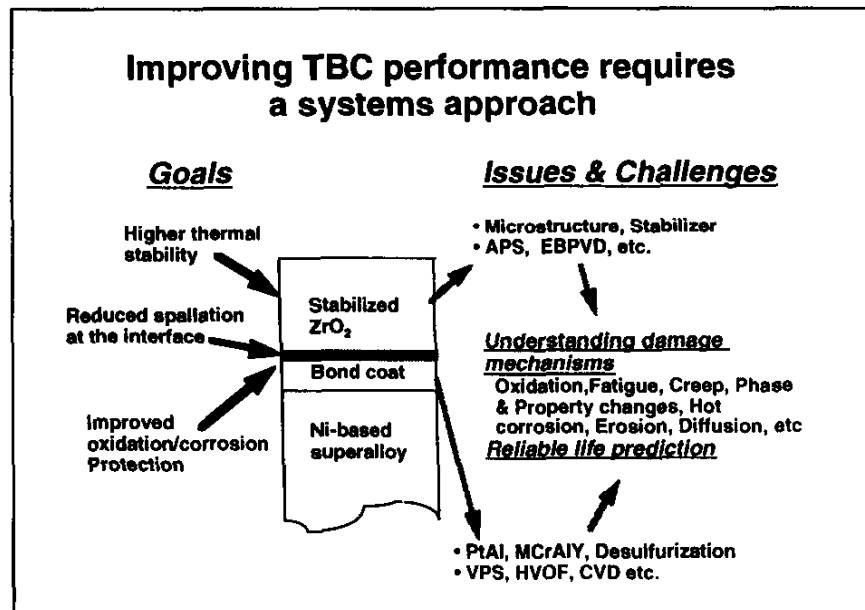 Improving TBC performance requires
a systems approach
Goals
Higher thermal
stability
Reduced spallation
at the interface
Improved
oxidation/corrosion
Protection
Stabilized
ZrO₂
Bond coat
Ni-based
superalloy
Issues & Challenges
• Microstructure, Stabilizer
• APS, EBPVD, etc.
Understanding damage
mechanisms
Oxidation,Fatigue, Creep, Phase
& Property changes, Hot
corrosion, Erosion, Diffusion, etc
Reliable life prediction
• PtAl, MCrAlY, Desulfurization
• VPS, HVOF, CVD etc.